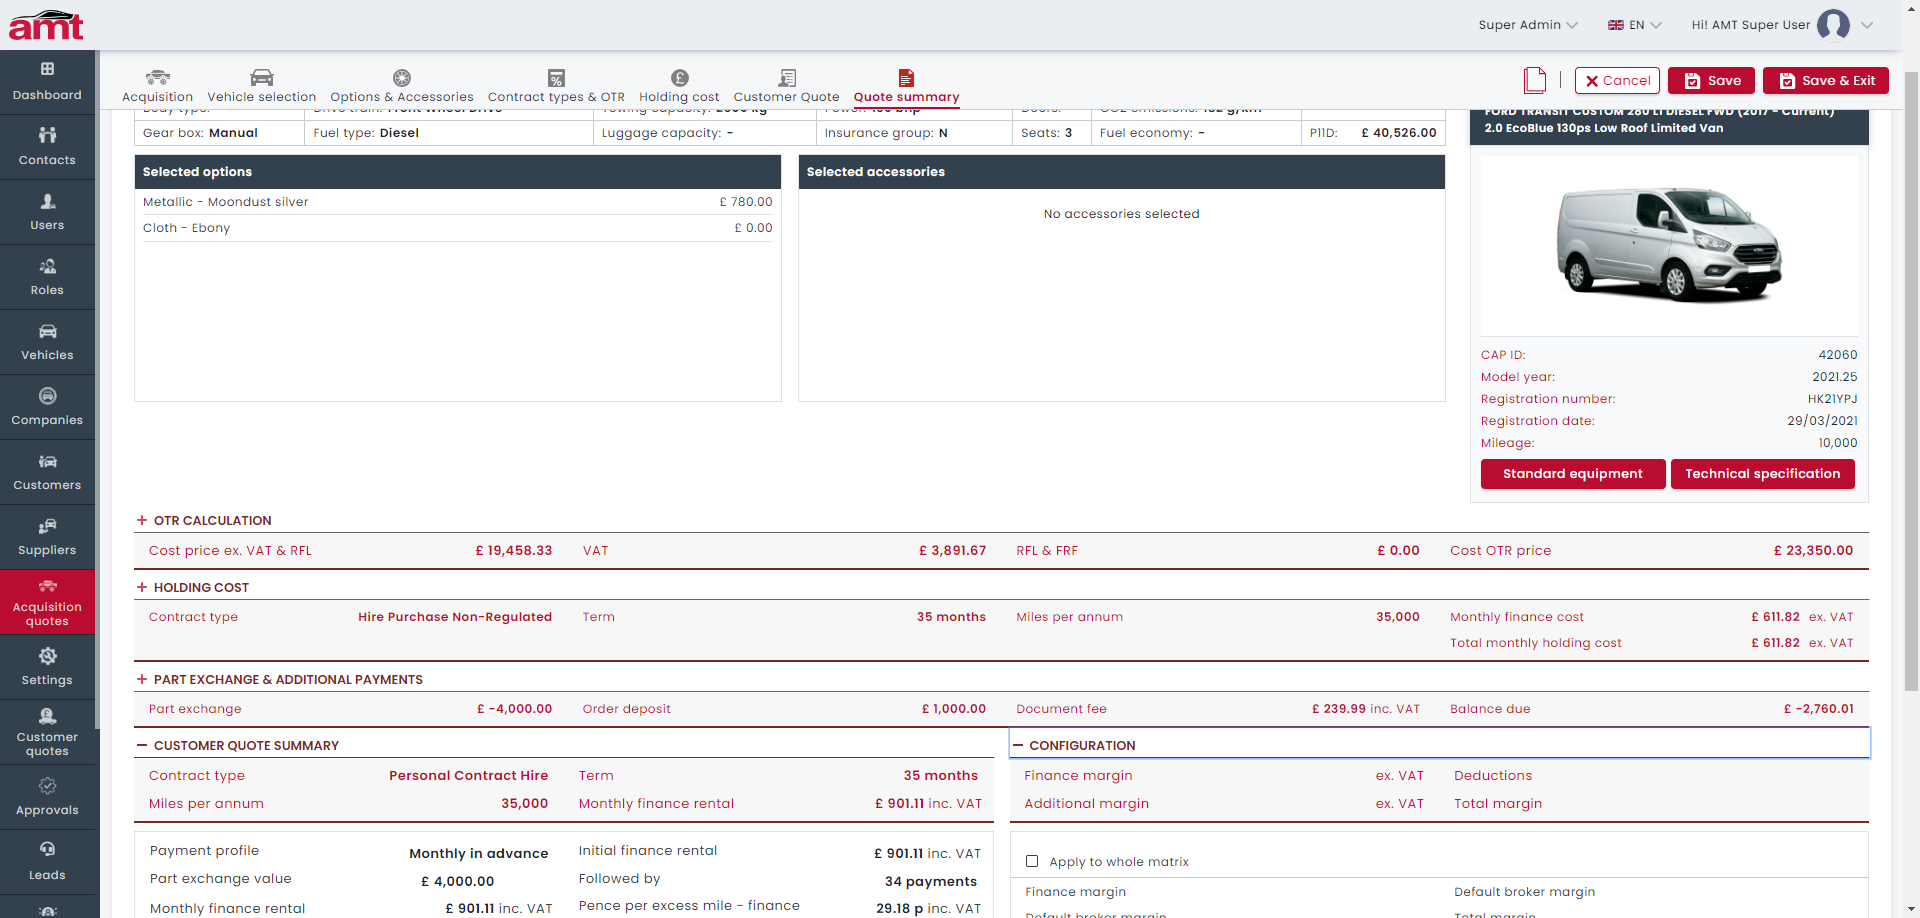 amt
Super Admin
EN
Hi! AMT Super User
Dashboard
Contacts
Users
Roles
Vehicles
Companies
Customers
Suppliers
Acquisition quotes
Settings
Customer quotes
Approvals
Leads
Acquisition
Vehicle selection
Options & Accessories
Contract types & OTR
Holding cost
Customer Quote
Quote summary
Cancel
Save
Save & Exit
Gear box: Manual
Fuel type: Diesel
Luggage capacity: -
Insurance group: N
Seats: 3
Fuel economy: -
P11D: £ 40,526.00
FORD TRANSIT CUSTOM 280 L1 DIESEL FWD (2017 - Current)
2.0 EcoBlue 130ps Low Roof Limited Van
Selected options
Metallic - Moondust silver £ 780.00
Cloth - Ebony £ 0.00
Selected accessories
No accessories selected
CAP ID: 42060
Model year: 2021.25
Registration number: HK21YPJ
Registration date: 29/03/2021
Mileage: 10,000
Standard equipment
Technical specification
+ OTR CALCULATION
Cost price ex. VAT & RFL £ 19,458.33 VAT £ 3,891.67 RFL & FRF £ 0.00 Cost OTR price £ 23,350.00
+ HOLDING COST
Contract type Hire Purchase Non-Regulated Term 35 months Miles per annum 35,000 Monthly finance cost £ 611.82 ex. VAT
Total monthly holding cost £ 611.82 ex. VAT
+ PART EXCHANGE & ADDITIONAL PAYMENTS
Part exchange £ -4,000.00 Order deposit £ 1,000.00 Document fee £ 239.99 inc. VAT Balance due £ -2,760.01
− CUSTOMER QUOTE SUMMARY
Contract type Personal Contract Hire Term 35 months
Miles per annum 35,000 Monthly finance rental £ 901.11 inc. VAT
Payment profile Monthly in advance Initial finance rental £ 901.11 inc. VAT
Part exchange value £ 4,000.00 Followed by 34 payments
Monthly finance rental £ 901.11 inc. VAT Pence per excess mile - finance 29.18 p inc. VAT
− CONFIGURATION
Finance margin ex. VAT Deductions
Additional margin ex. VAT Total margin
Apply to whole matrix
Finance margin Default broker margin
Default broker margin Total margin